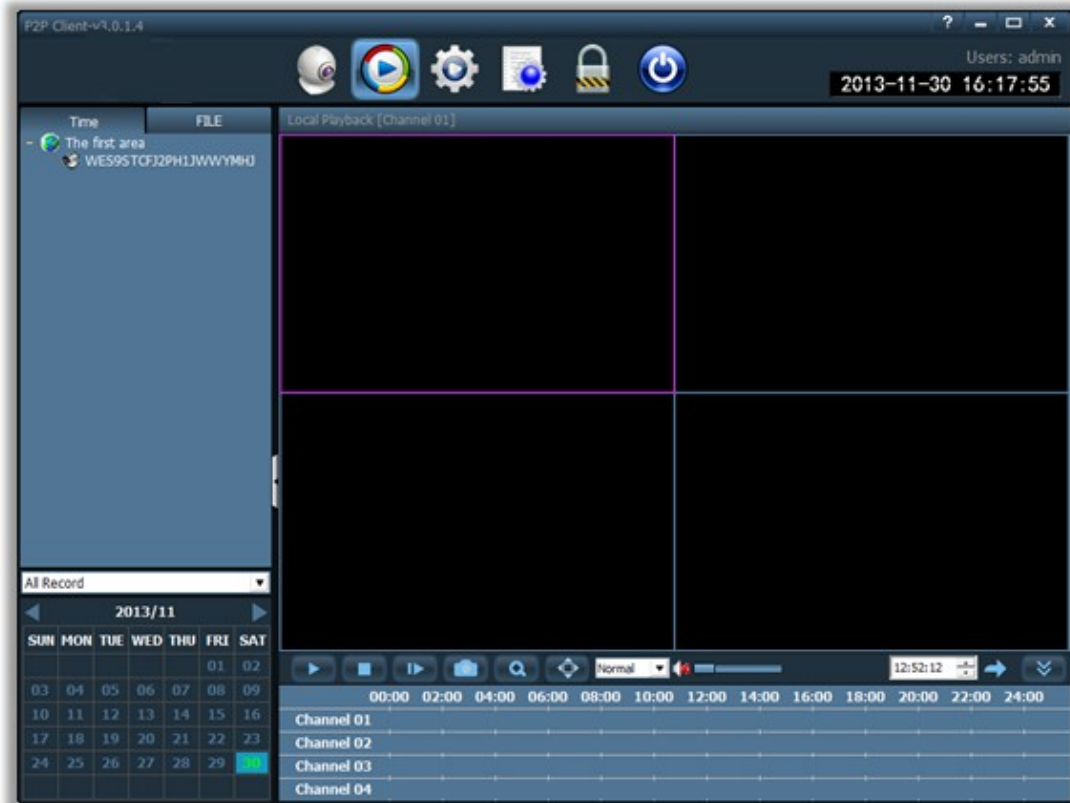 P2P Client-v3.0.1.4
?
Users: admin
2013-11-30 16:17:55
Time FILE
Local Playback [Channel 01]
The first area
WES9STCFJ2PH1JWWYMHJ
All Record
2013/11
SUN MON TUE WED THU FRI SAT
01 02
03 04 05 06 07 08 09
10 11 12 13 14 15 16
17 18 19 20 21 22 23
24 25 26 27 28 29 30
Normal
12:52:12
00:00 02:00 04:00 06:00 08:00 10:00 12:00 14:00 16:00 18:00 20:00 22:00 24:00
Channel 01
Channel 02
Channel 03
Channel 04